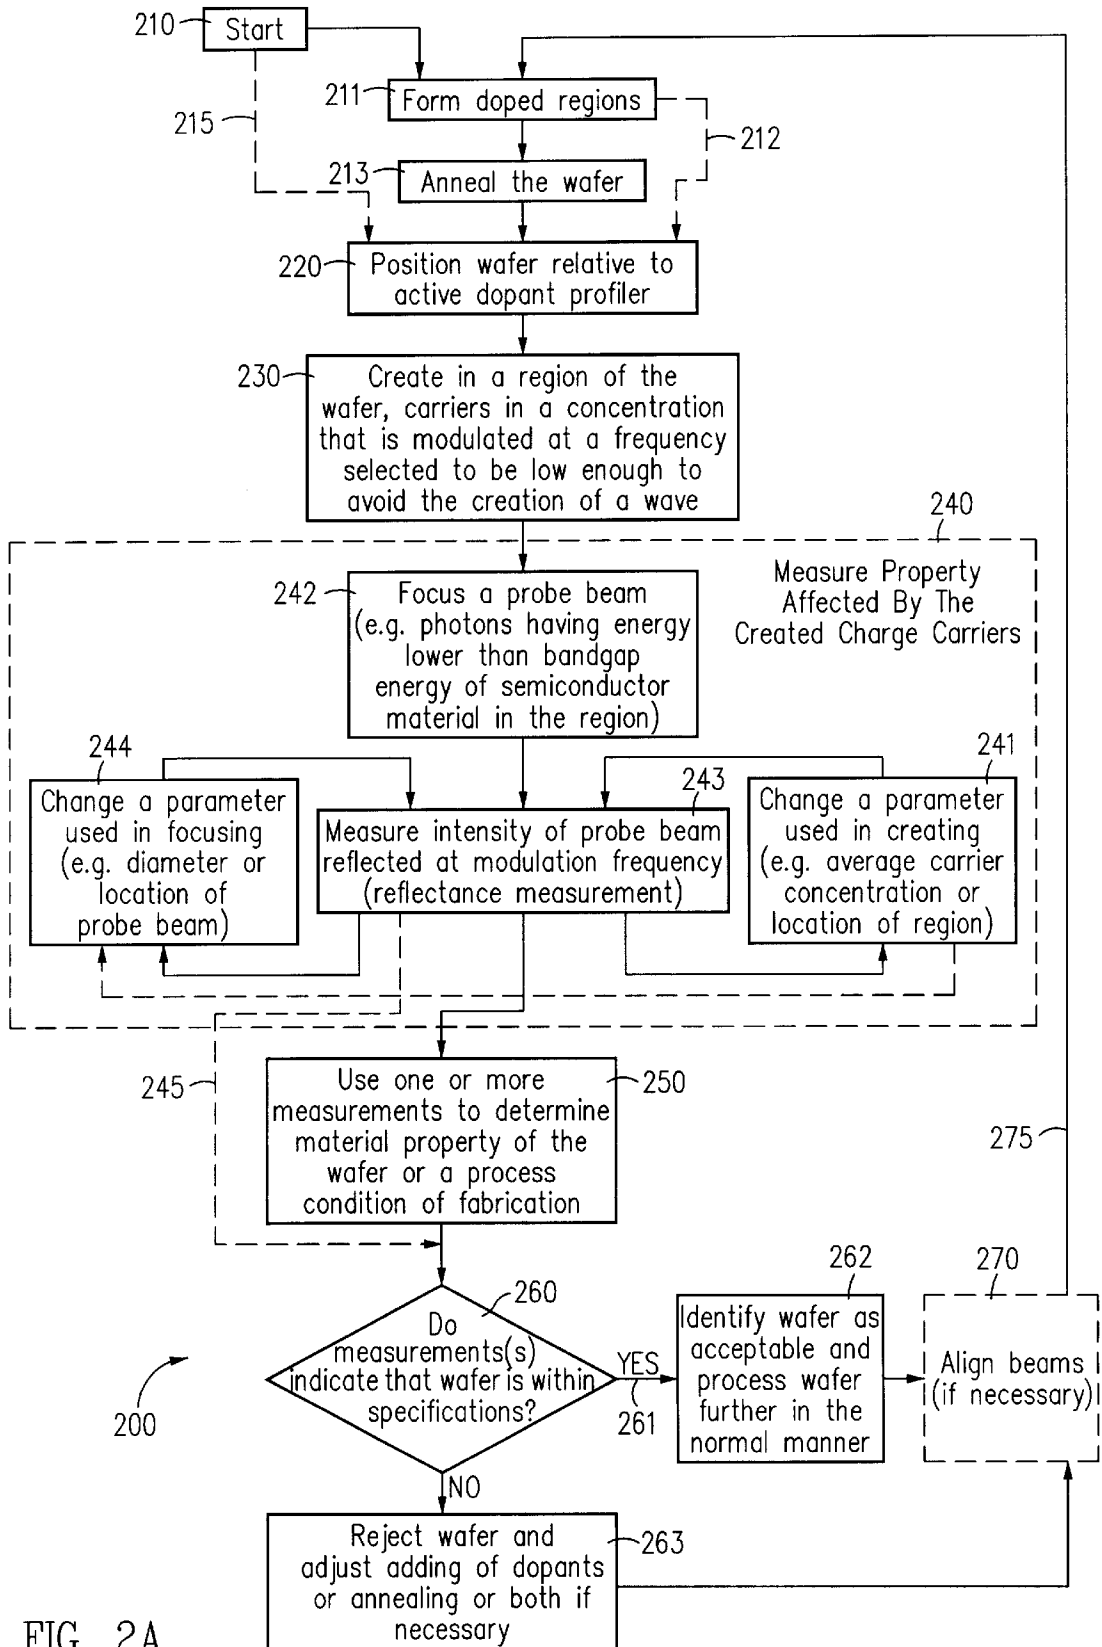 210
Start
211
Form doped regions
215
212
213
Anneal the wafer
220
Position wafer relative to
active dopant profiler
230
Create in a region of the
wafer, carriers in a concentration
that is modulated at a frequency
selected to be low enough to
avoid the creation of a wave
240
Measure Property
Affected By The
Created Charge Carriers
242
Focus a probe beam
(e.g. photons having energy
lower than bandgap
energy of semiconductor
material in the region)
244
Change a parameter
used in focusing
(e.g. diameter or
location of
probe beam)
243
Measure intensity of probe beam
reflected at modulation frequency
(reflectance measurement)
241
Change a parameter
used in creating
(e.g. average carrier
concentration or
location of region)
245
250
Use one or more
measurements to determine
material property of the
wafer or a process
condition of fabrication
275
260
Do
measurements(s)
indicate that wafer is within
specifications?
YES
261
262
Identify wafer as
acceptable and
process wafer
further in the
normal manner
270
Align beams
(if necessary)
200
NO
263
Reject wafer and
adjust adding of dopants
or annealing or both if
necessary
FIG. 2A